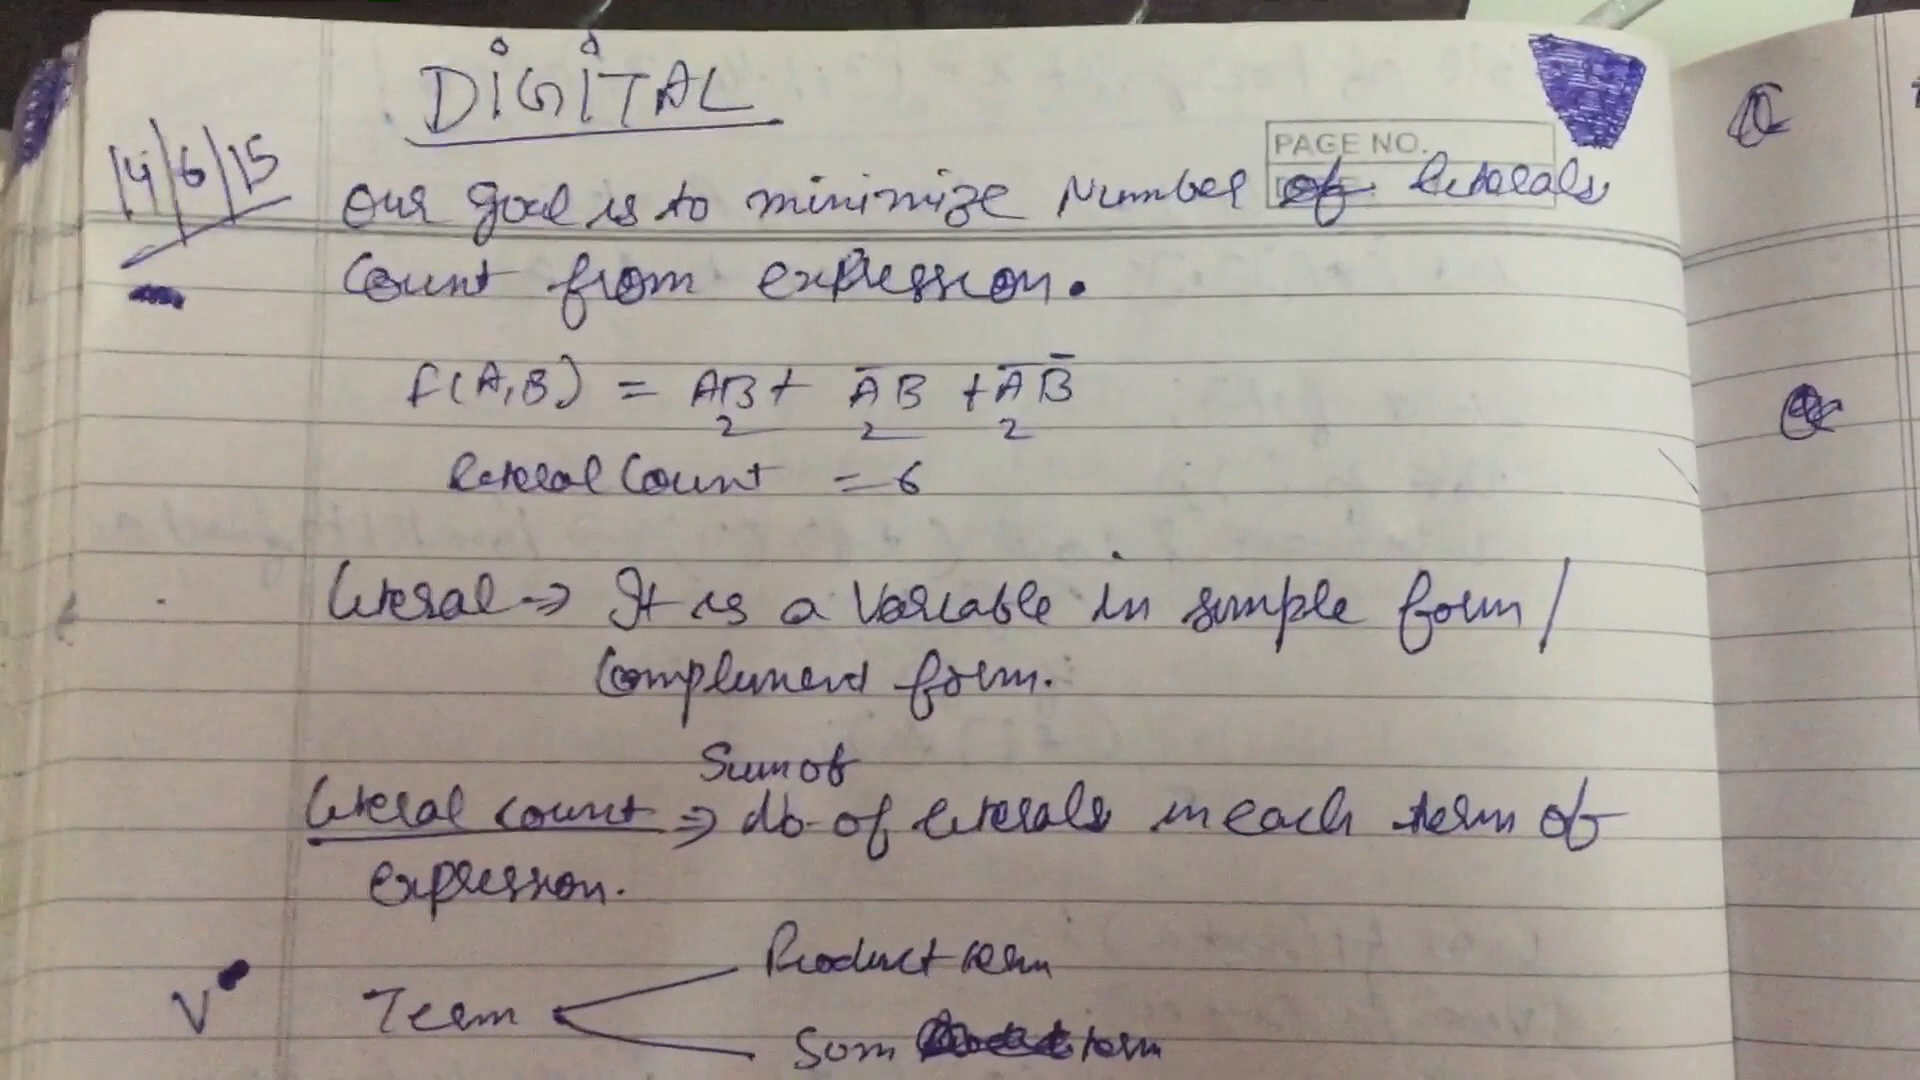 DIGITAL
14/6/15
PAGE NO.
our goal is to minimize Number of literals
Count from expression.
f(A,B) = AB + A̅B + A̅B̅
2 2 2
literal Count = 6
literal → It is a variable in simple form /
Complement form.
Sum of
literal count ⇒ No. of literals in each term of
expression.
Product term
V Term
Sum term